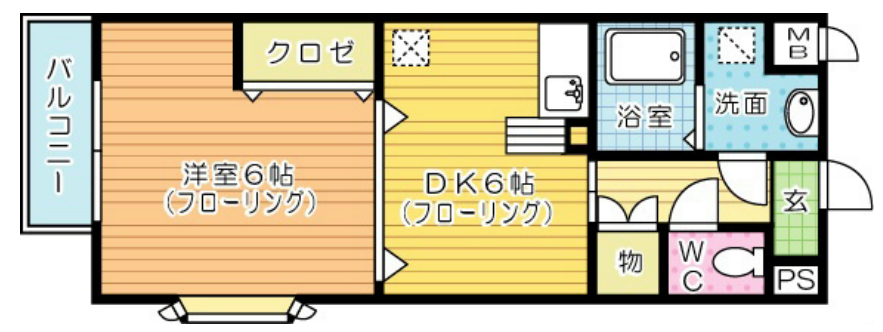 バルコニー
クロゼ
洋室6帖
(フローリング)
DK6帖
(フローリング)
浴室
洗面
MB
玄
物
WC
PS